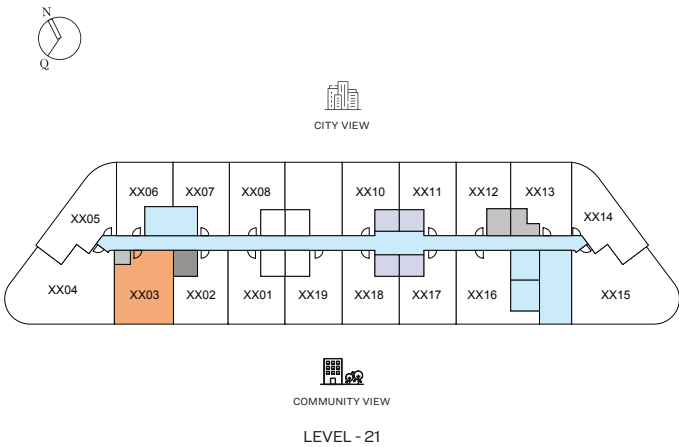 N
Q
CITY VIEW
XX06 XX07 XX08 XX10 XX11 XX12 XX13
XX05 XX14
XX04 XX03 XX02 XX01 XX19 XX18 XX17 XX16 XX15
COMMUNITY VIEW
LEVEL - 21